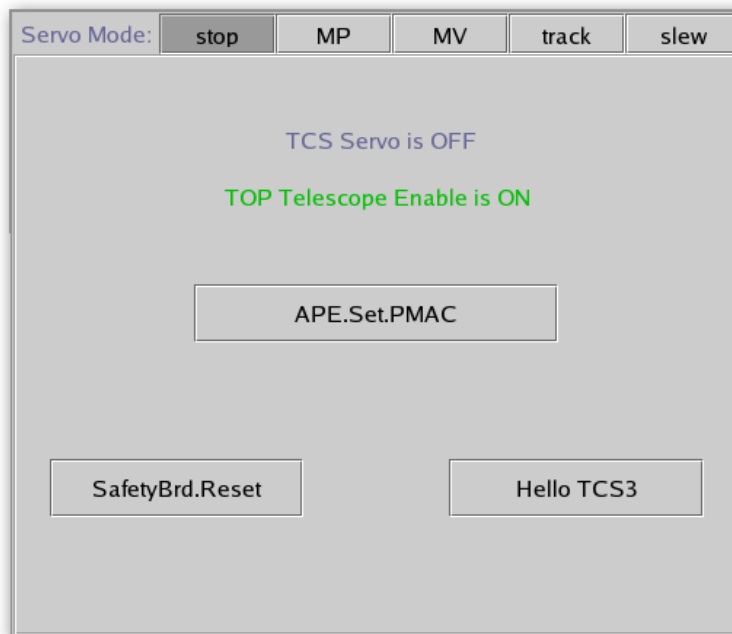 Servo Mode: stop MP MV track slew
TCS Servo is OFF
TOP Telescope Enable is ON
APE.Set.PMAC
SafetyBrd.Reset Hello TCS3